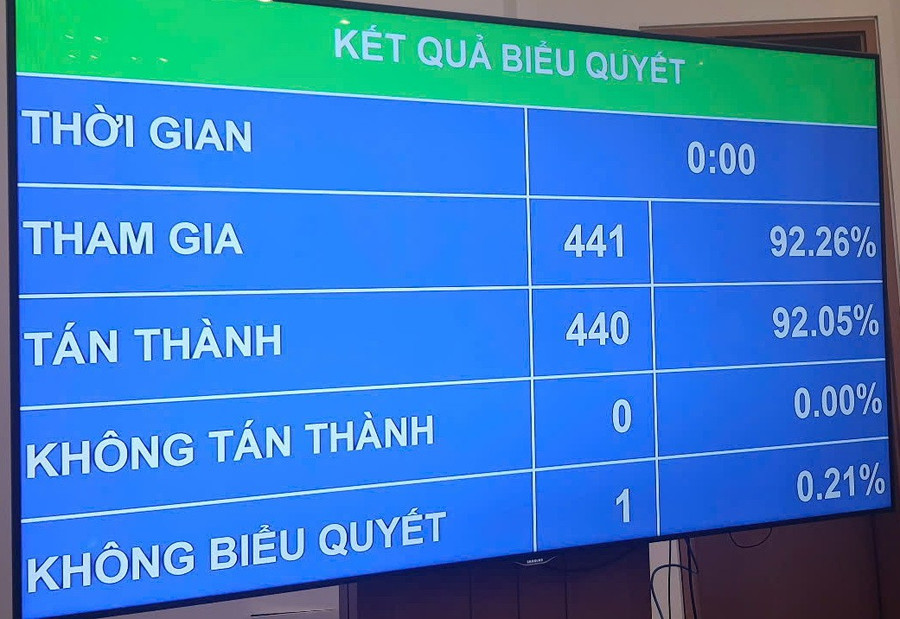 KẾT QUẢ BIỂU QUYẾT
THỜI GIAN 0:00
THAM GIA 441 92.26%
TÁN THÀNH 440 92.05%
KHÔNG TÁN THÀNH 0 0.00%
KHÔNG BIỂU QUYẾT 1 0.21%
SAMSUNG